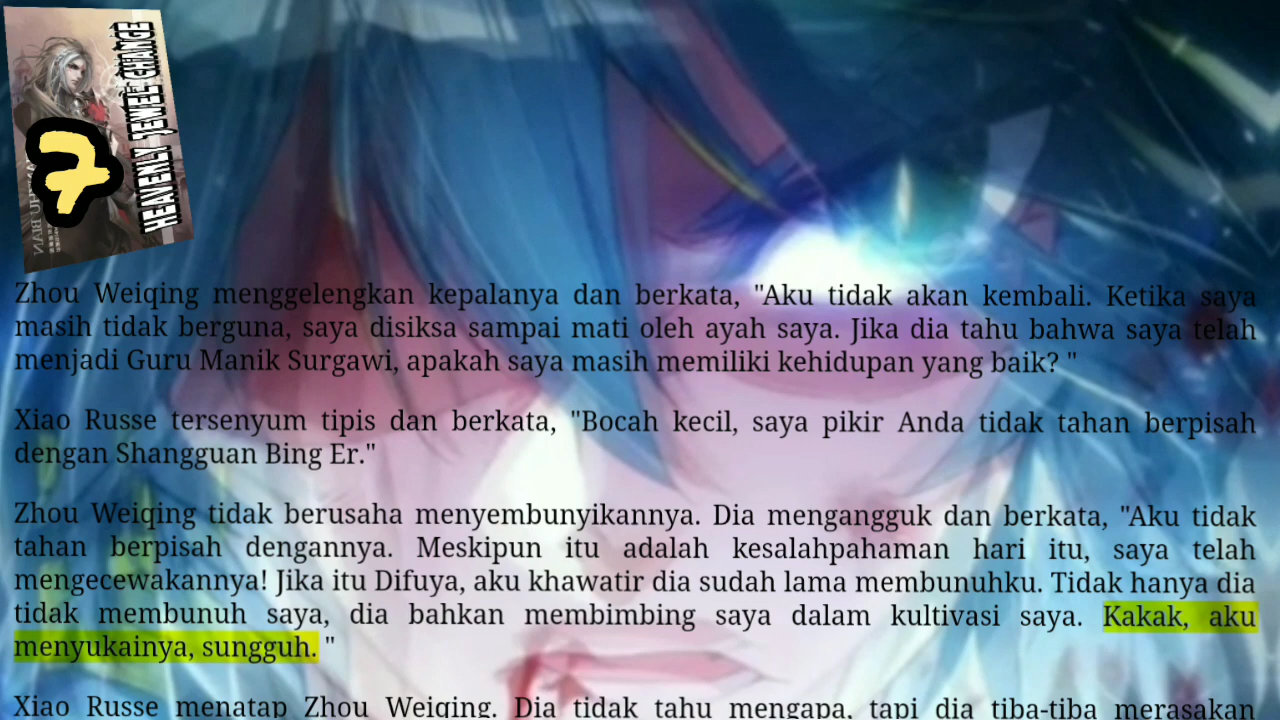 HEAVENLY JEWEL CHANGE
7
Zhou Weiqing menggelengkan kepalanya dan berkata, "Aku tidak akan kembali. Ketika saya
masih tidak berguna, saya disiksa sampai mati oleh ayah saya. Jika dia tahu bahwa saya telah
menjadi Guru Manik Surgawi, apakah saya masih memiliki kehidupan yang baik? "
Xiao Russe tersenyum tipis dan berkata, "Bocah kecil, saya pikir Anda tidak tahan berpisah
dengan Shangguan Bing Er."
Zhou Weiqing tidak berusaha menyembunyikannya. Dia mengangguk dan berkata, "Aku tidak
tahan berpisah dengannya. Meskipun itu adalah kesalahpahaman hari itu, saya telah
mengecewakannya! Jika itu Difuya, aku khawatir dia sudah lama membunuhku. Tidak hanya dia
tidak membunuh saya, dia bahkan membimbing saya dalam kultivasi saya. Kakak, aku
menyukainya, sungguh. "
Xiao Russe menatap Zhou Weiqing. Dia tidak tahu mengapa, tapi dia tiba-tiba merasakan